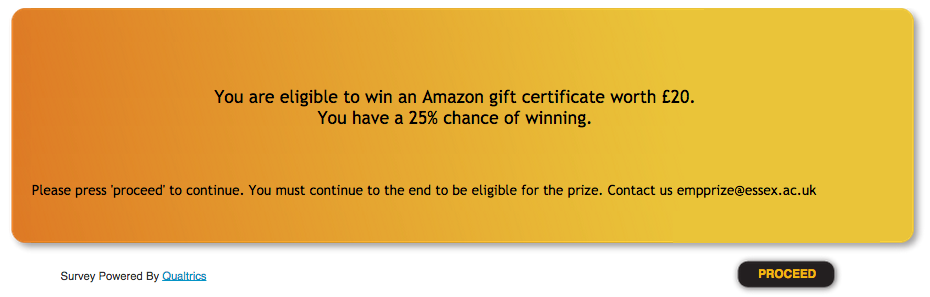 You are eligible to win an Amazon gift certificate worth £20.
You have a 25% chance of winning.
Please press 'proceed' to continue. You must continue to the end to be eligible for the prize. Contact us empprize@essex.ac.uk
Survey Powered By Qualtrics
PROCEED